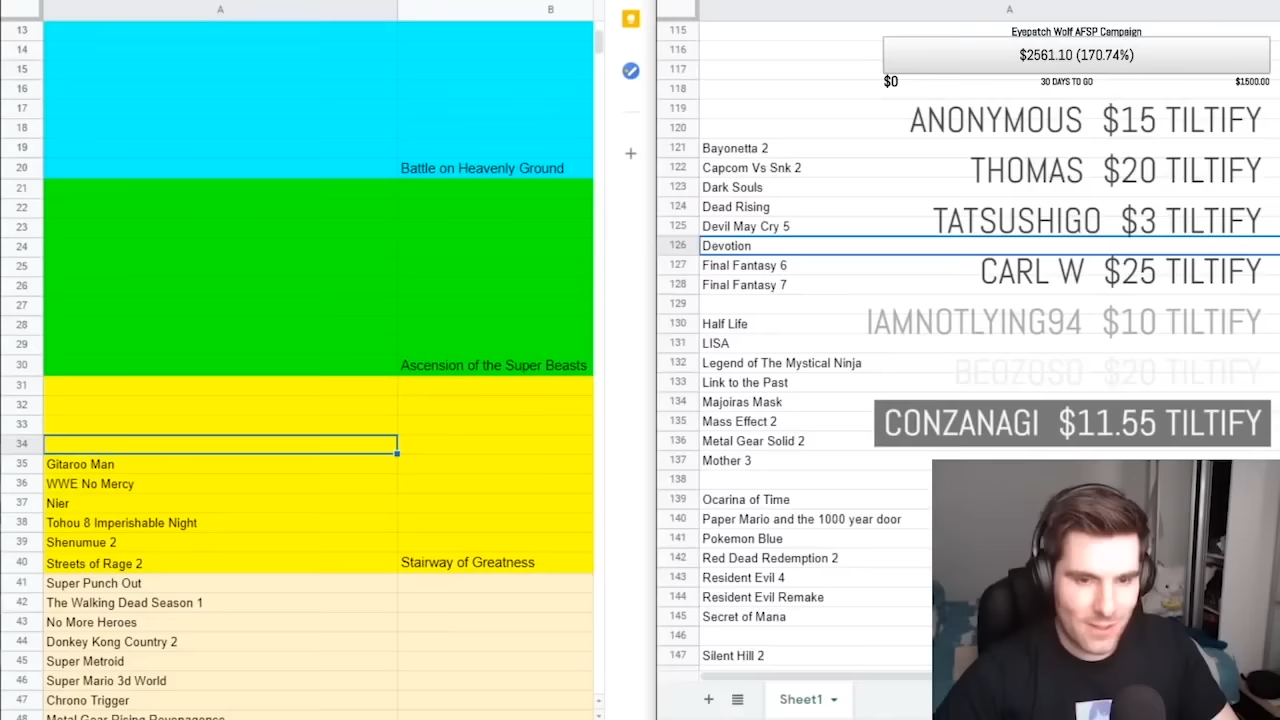 A
B
13
14
15
16
17
18
19
20 Battle on Heavenly Ground
21
22
23
24
25
26
27
28
29
30 Ascension of the Super Beasts
31
32
33
34
35 Gitaroo Man
36 WWE No Mercy
37 Nier
38 Tohou 8 Imperishable Night
39 Shenumue 2
40 Streets of Rage 2 Stairway of Greatness
41 Super Punch Out
42 The Walking Dead Season 1
43 No More Heroes
44 Donkey Kong Country 2
45 Super Metroid
46 Super Mario 3d World
47 Chrono Trigger
48 Metal Gear Rising Revengeance
A
115
116
117
118
119
120
121 Bayonetta 2
122 Capcom Vs Snk 2
123 Dark Souls
124 Dead Rising
125 Devil May Cry 5
126 Devotion
127 Final Fantasy 6
128 Final Fantasy 7
129
130 Half Life
131 LISA
132 Legend of The Mystical Ninja
133 Link to the Past
134 Majoiras Mask
135 Mass Effect 2
136 Metal Gear Solid 2
137 Mother 3
138
139 Ocarina of Time
140 Paper Mario and the 1000 year door
141 Pokemon Blue
142 Red Dead Redemption 2
143 Resident Evil 4
144 Resident Evil Remake
145 Secret of Mana
146
147 Silent Hill 2
Sheet1
Eyepatch Wolf AFSP Campaign
$2561.10 (170.74%)
$0 30 DAYS TO GO $1500.00
ANONYMOUS $15 TILTIFY
THOMAS $20 TILTIFY
TATSUSHIGO $3 TILTIFY
CARL W $25 TILTIFY
IAMNOTLYING94 $10 TILTIFY
BEOZOSO $20 TILTIFY
CONZANAGI $11.55 TILTIFY